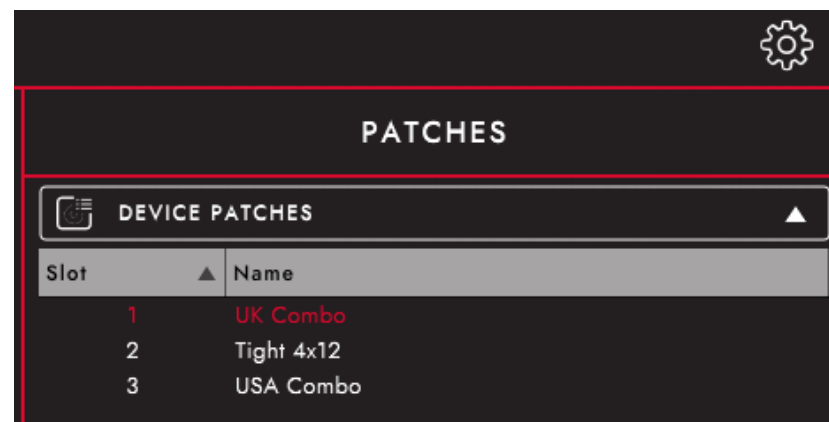 PATCHES
DEVICE PATCHES
Slot Name
1 UK Combo
2 Tight 4x12
3 USA Combo